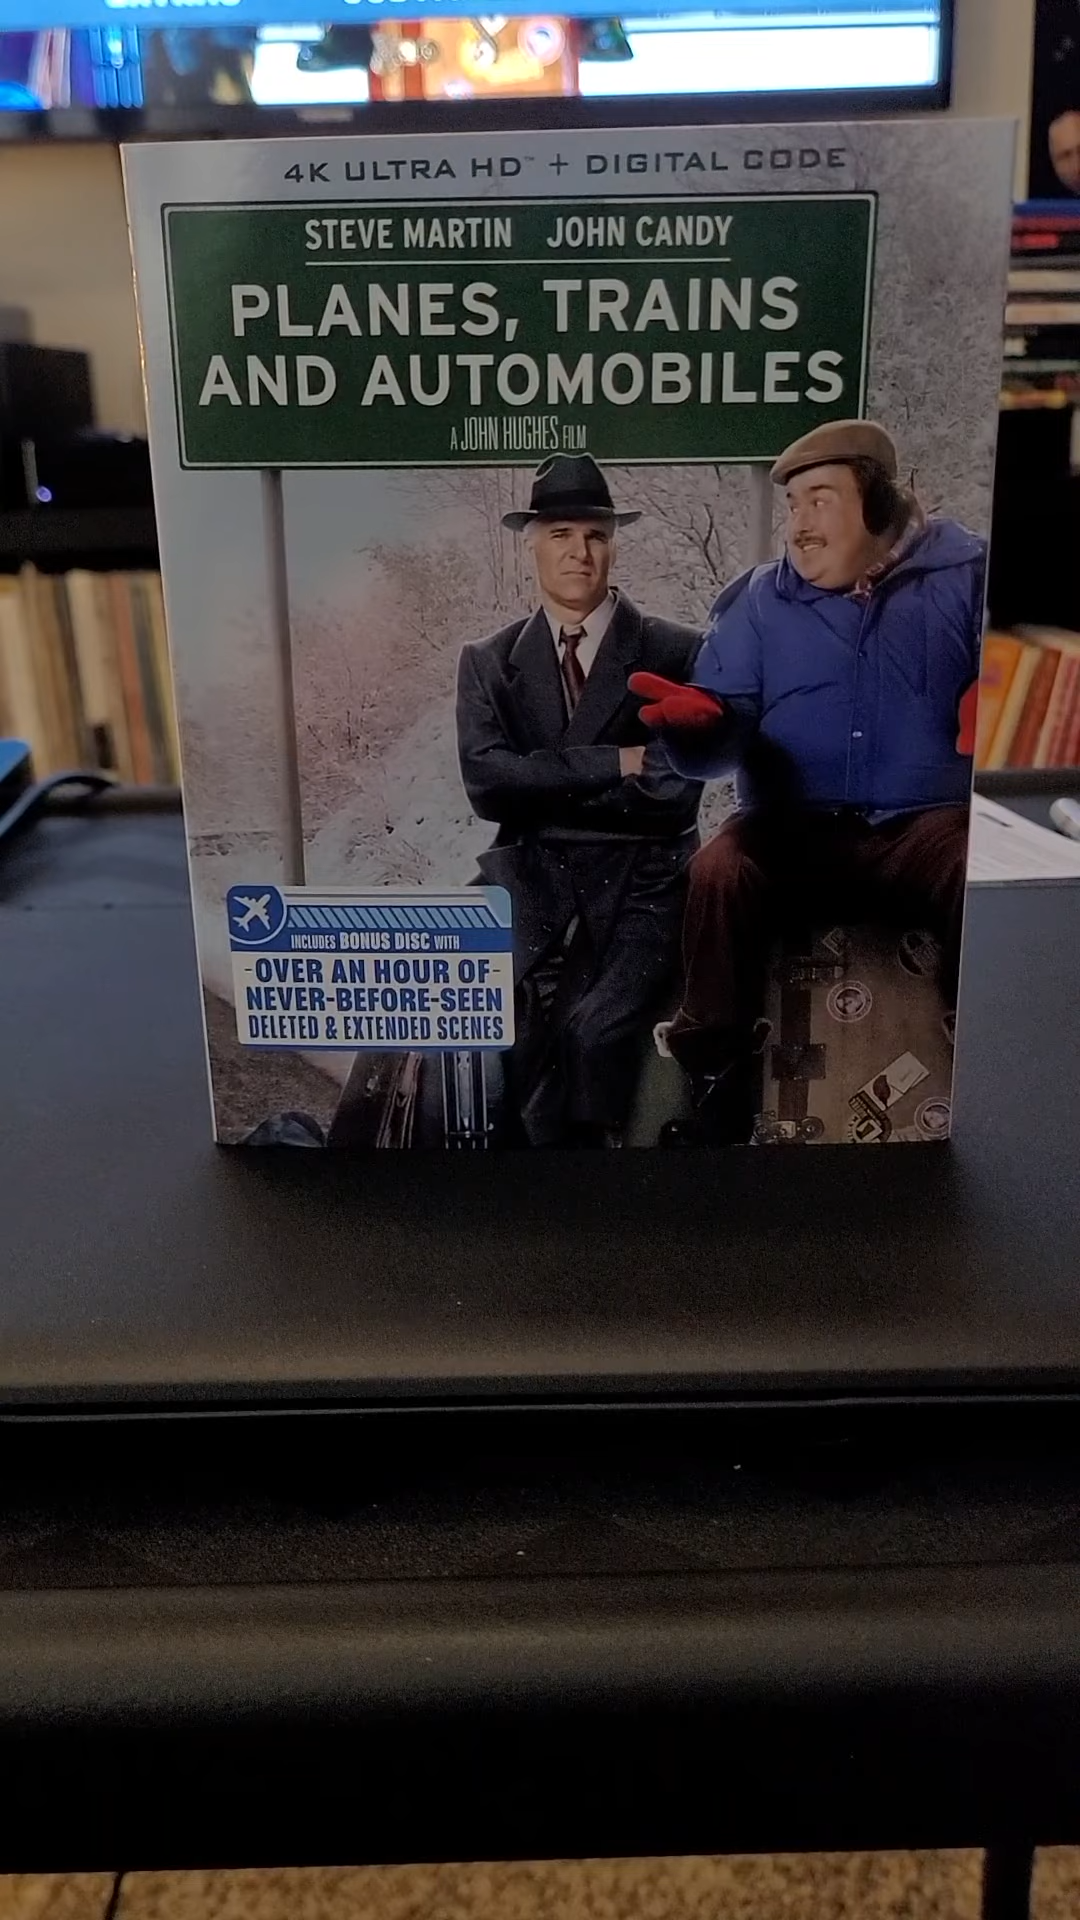 4K ULTRA HD™ + DIGITAL CODE
STEVE MARTIN JOHN CANDY
PLANES, TRAINS
AND AUTOMOBILES
A JOHN HUGHES FILM
INCLUDES BONUS DISC WITH
-OVER AN HOUR OF-
NEVER-BEFORE-SEEN
DELETED & EXTENDED SCENES